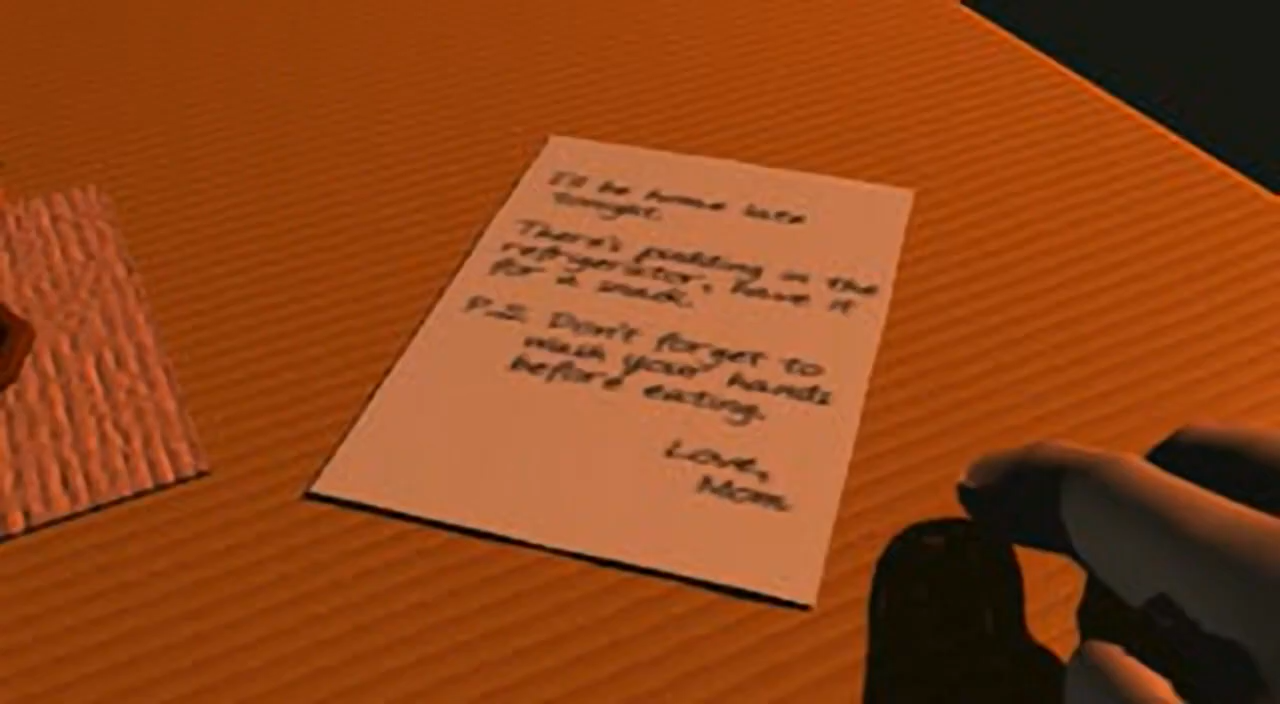 I'll be home late
Tonight.
There's pudding in the
refrigerator, have it
for a snack.
P.S. Don't forget to
wash your hands
before eating.
Love,
Mom